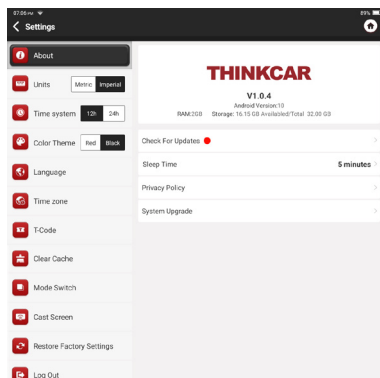 07:06 PM
89%
Settings
About
Units Metric Imperial
Time system 12h 24h
Color Theme Red Black
Language
Time zone
T-Code
Clear Cache
Mode Switch
Cast Screen
Restore Factory Settings
Log Out
THINKCAR
V1.0.4
Android Version:10
RAM:2GB Storage: 16.15 GB Availabled/Total 32.00 GB
Check For Updates
Sleep Time 5 minutes
Privacy Policy
System Upgrade